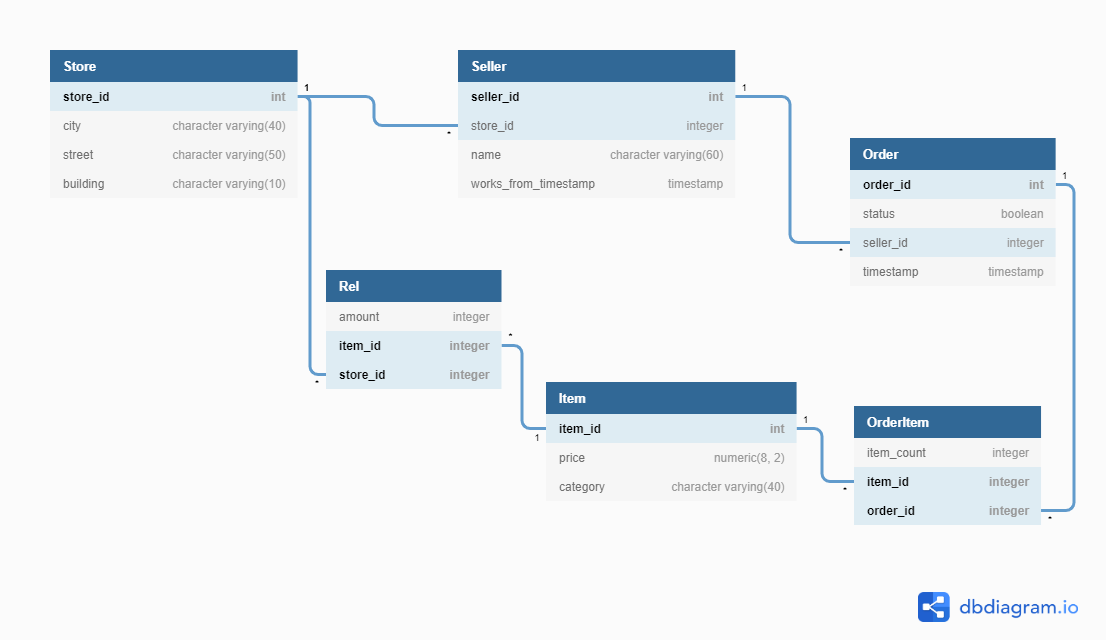 Store
store_id int
city character varying(40)
street character varying(50)
building character varying(10)
1
*
Seller
seller_id int
store_id integer
name character varying(60)
works_from_timestamp timestamp
1
*
Order
order_id int
status boolean
seller_id integer
timestamp timestamp
1
*
Rel
amount integer
item_id integer
store_id integer
*
*
1
Item
item_id int
price numeric(8, 2)
category character varying(40)
1
*
OrderItem
item_count integer
item_id integer
order_id integer
dbdiagram.io